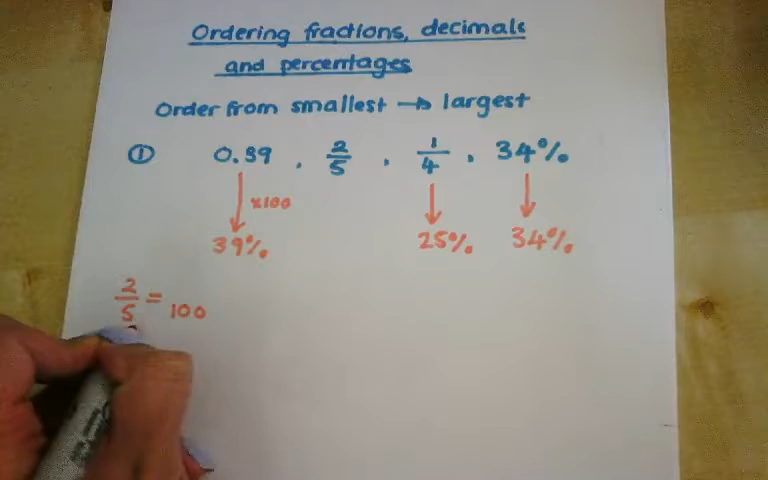 Ordering fractions, decimals
and percentages
Order from smallest → largest
① 0.39 , 2/5 , 1/4 , 34%
×100
39% 25% 34%
2/5 = 100